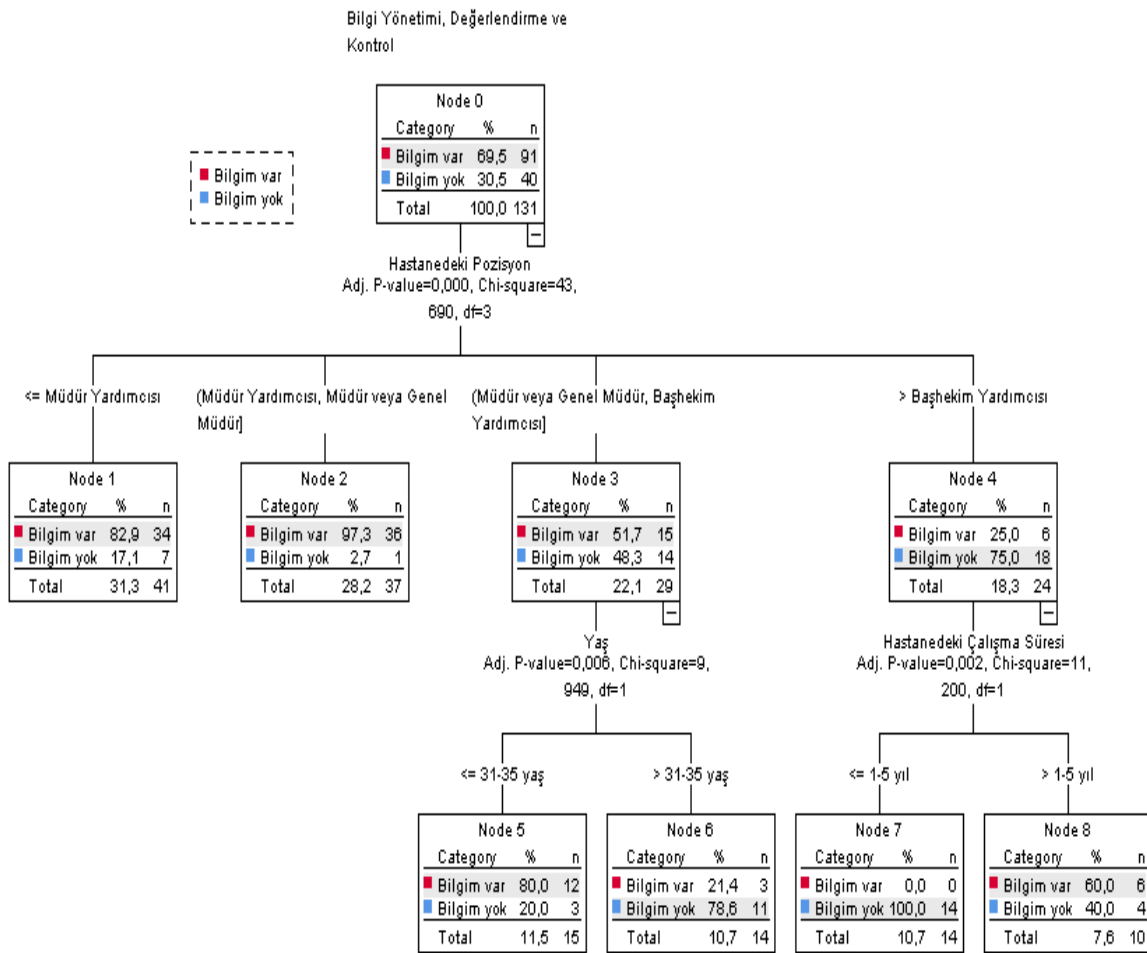 Bilgi Yönetimi, Değerlendirme ve
Kontrol
Node 0
Category % n
Bilgim var 69,5 91
Bilgim yok 30,5 40
Total 100,0 131
Bilgim var
Bilgim yok
Hastanedeki Pozisyon
Adj. P-value=0,000, Chi-square=43,
690, df=3
<= Müdür Yardımcısı
(Müdür Yardımcısı, Müdür veya Genel
Müdür]
(Müdür veya Genel Müdür, Başhekim
Yardımcısı]
> Başhekim Yardımcısı
Node 1
Category % n
Bilgim var 82,9 34
Bilgim yok 17,1 7
Total 31,3 41
Node 2
Category % n
Bilgim var 97,3 36
Bilgim yok 2,7 1
Total 28,2 37
Node 3
Category % n
Bilgim var 51,7 15
Bilgim yok 48,3 14
Total 22,1 29
Node 4
Category % n
Bilgim var 25,0 6
Bilgim yok 75,0 18
Total 18,3 24
Yaş
Adj. P-value=0,006, Chi-square=9,
949, df=1
Hastanedeki Çalışma Süresi
Adj. P-value=0,002, Chi-square=11,
200, df=1
<= 31-35 yaş
> 31-35 yaş
<= 1-5 yıl
> 1-5 yıl
Node 5
Category % n
Bilgim var 80,0 12
Bilgim yok 20,0 3
Total 11,5 15
Node 6
Category % n
Bilgim var 21,4 3
Bilgim yok 78,6 11
Total 10,7 14
Node 7
Category % n
Bilgim var 0,0 0
Bilgim yok 100,0 14
Total 10,7 14
Node 8
Category % n
Bilgim var 60,0 6
Bilgim yok 40,0 4
Total 7,6 10